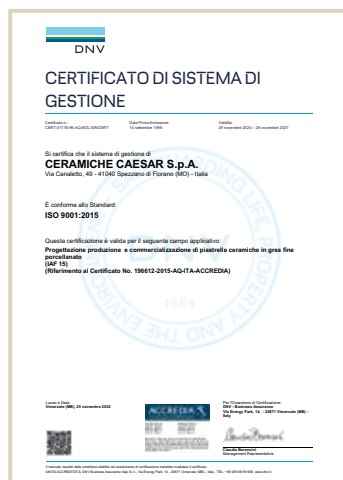 DNV
CERTIFICATO DI SISTEMA DI
GESTIONE
Certificato n.: Data Prima Emissione: Validità:
14 settembre 1996 29 novembre 2024 – 28 novembre 2027
Si certifica che il sistema di gestione di
CERAMICHE CAESAR S.p.A.
Via Canaletto, 49 - 41040 Spezzano di Fiorano (MO) - Italia
È conforme allo Standard:
ISO 9001:2015
Questa certificazione è valida per il seguente campo applicativo:
Progettazione produzione e commercializzazione di piastrelle ceramiche in gres fine
porcellanato
(IAF 15)
(Riferimento al Certificato No. 196612-2015-AQ-ITA-ACCREDIA)
1864
Luogo e Data:
Vimercate (MB), 25 novembre 2024
ACCREDIA
Per l'Organismo di Certificazione:
DNV - Business Assurance
Via Energy Park, 14, - 20871 Vimercate (MB) -
Italy
Claudia Baroncini
Management Representative